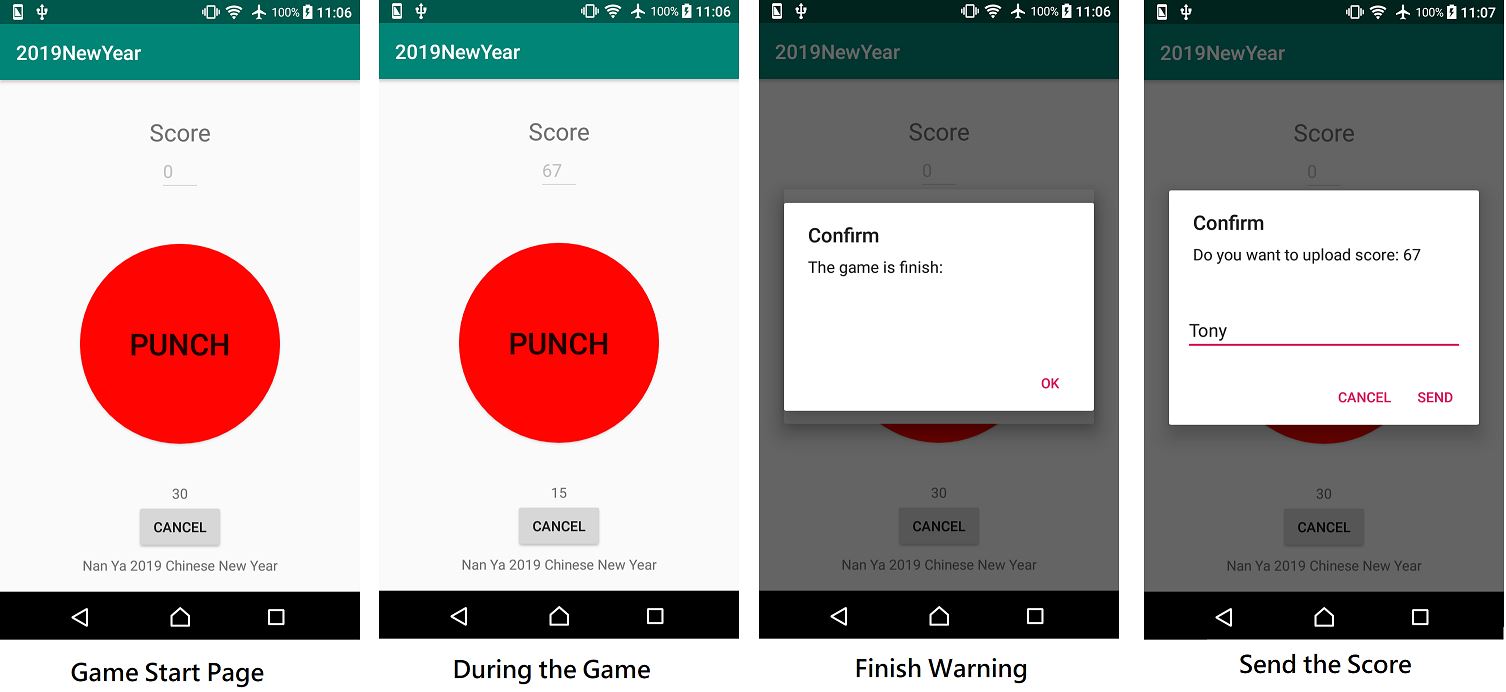 100% 11:06
2019NewYear
Score
0
PUNCH
30
CANCEL
Nan Ya 2019 Chinese New Year
Game Start Page
100% 11:06
2019NewYear
Score
67
PUNCH
15
CANCEL
Nan Ya 2019 Chinese New Year
During the Game
100% 11:06
2019NewYear
Score
0
Confirm
The game is finish:
OK
30
CANCEL
Nan Ya 2019 Chinese New Year
Finish Warning
100% 11:07
2019NewYear
Score
0
Confirm
Do you want to upload score: 67
Tony
CANCEL SEND
30
CANCEL
Nan Ya 2019 Chinese New Year
Send the Score